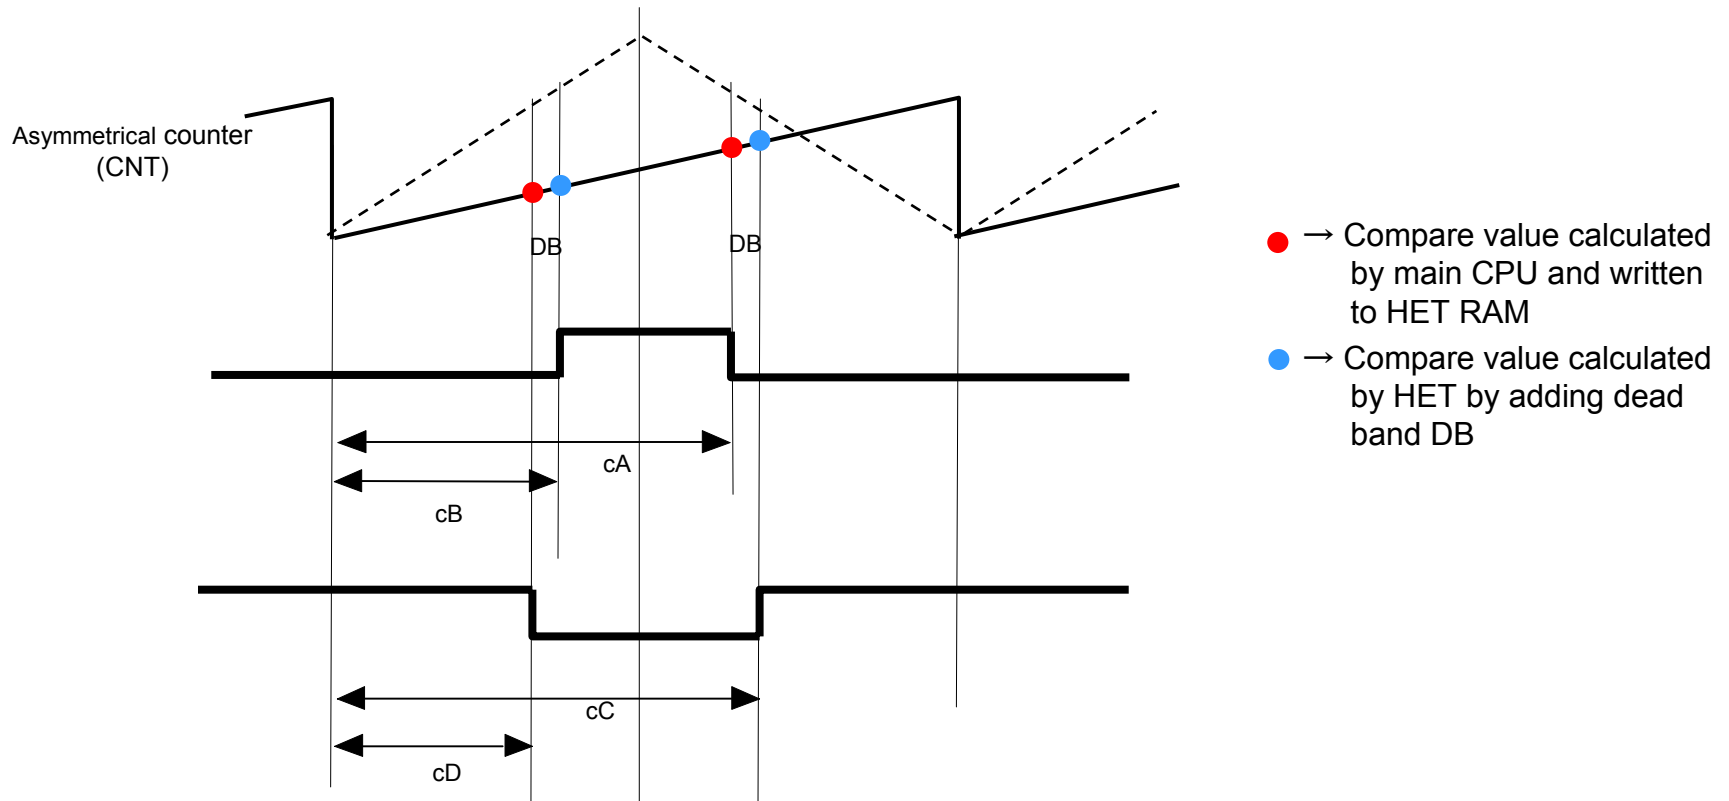 Asymmetrical counter
(CNT)
DB
DB
→ Compare value calculated
by main CPU and written
to HET RAM
→ Compare value calculated
by HET by adding dead
band DB
cA
cB
cC
cD